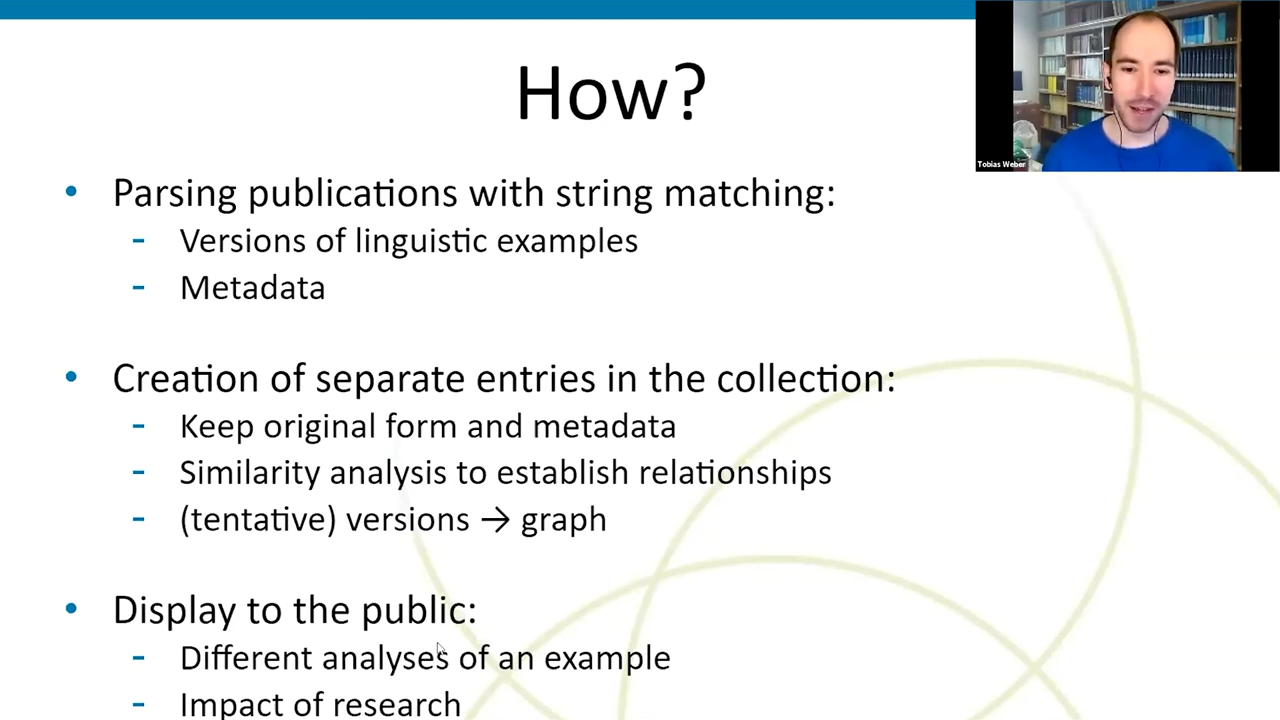 How?
Tobias Weber
• Parsing publications with string matching:
- Versions of linguistic examples
- Metadata
• Creation of separate entries in the collection:
- Keep original form and metadata
- Similarity analysis to establish relationships
- (tentative) versions → graph
• Display to the public:
- Different analyses of an example
- Impact of research